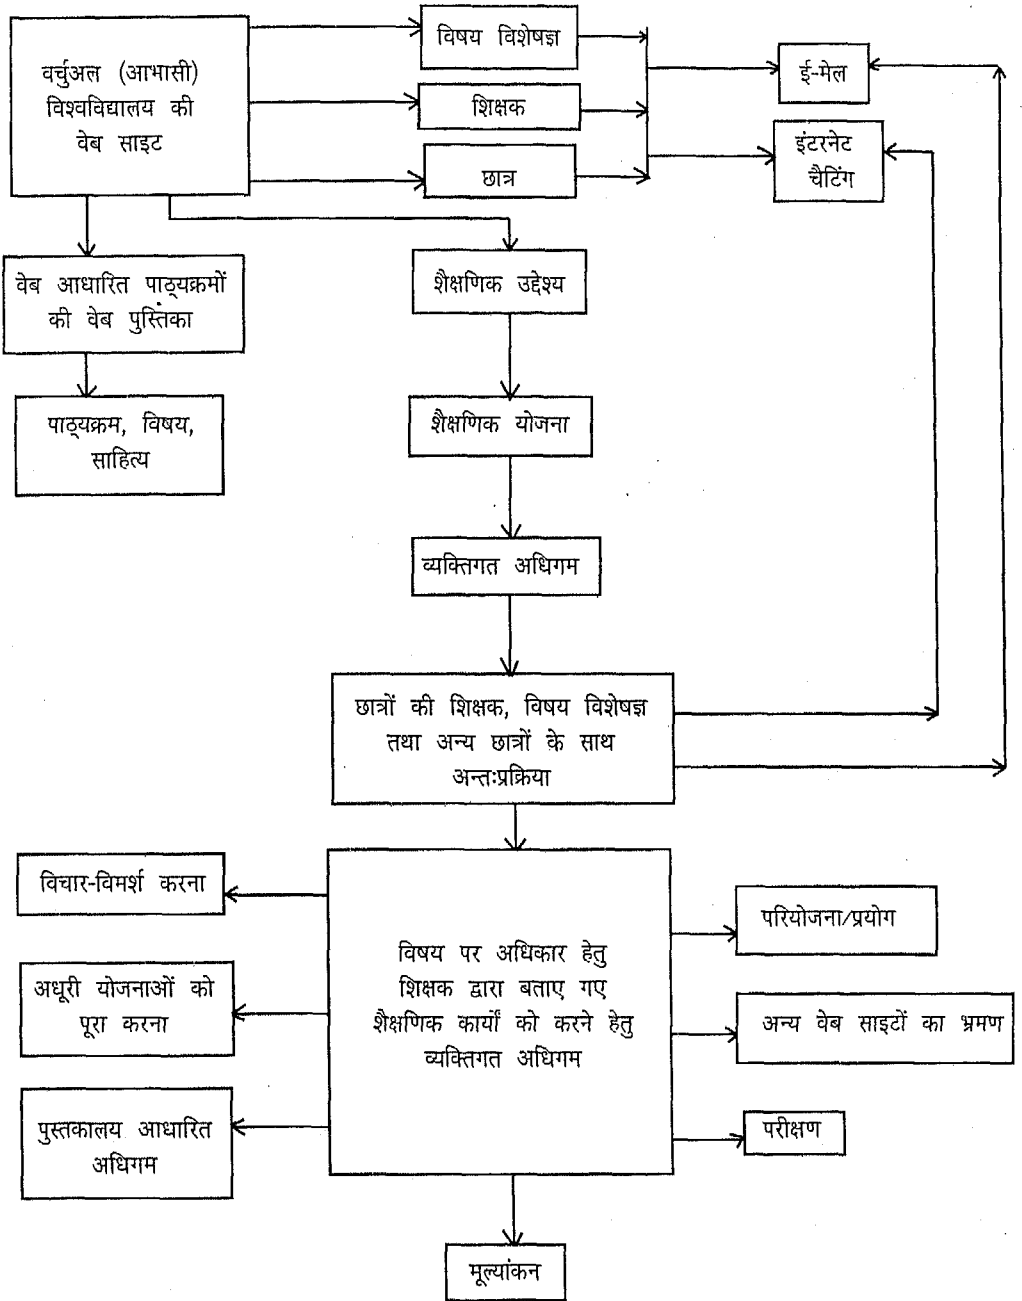 वर्चुअल (आभासी)
विश्वविद्यालय की
वेब साइट
विषय विशेषज्ञ
शिक्षक
छात्र
ई-मेल
इंटरनेट
चैटिंग
वेब आधारित पाठ्यक्रमों
की वेब पुस्तिका
पाठ्यक्रम, विषय,
साहित्य
शैक्षणिक उद्देश्य
शैक्षणिक योजना
व्यक्तिगत अधिगम
छात्रों की शिक्षक, विषय विशेषज्ञ
तथा अन्य छात्रों के साथ
अन्तःप्रक्रिया
विचार-विमर्श करना
अधूरी योजनाओं को
पूरा करना
पुस्तकालय आधारित
अधिगम
विषय पर अधिकार हेतु
शिक्षक द्वारा बताए गए
शैक्षणिक कार्यों को करने हेतु
व्यक्तिगत अधिगम
परियोजना/प्रयोग
अन्य वेब साइटों का भ्रमण
परीक्षण
मूल्यांकन